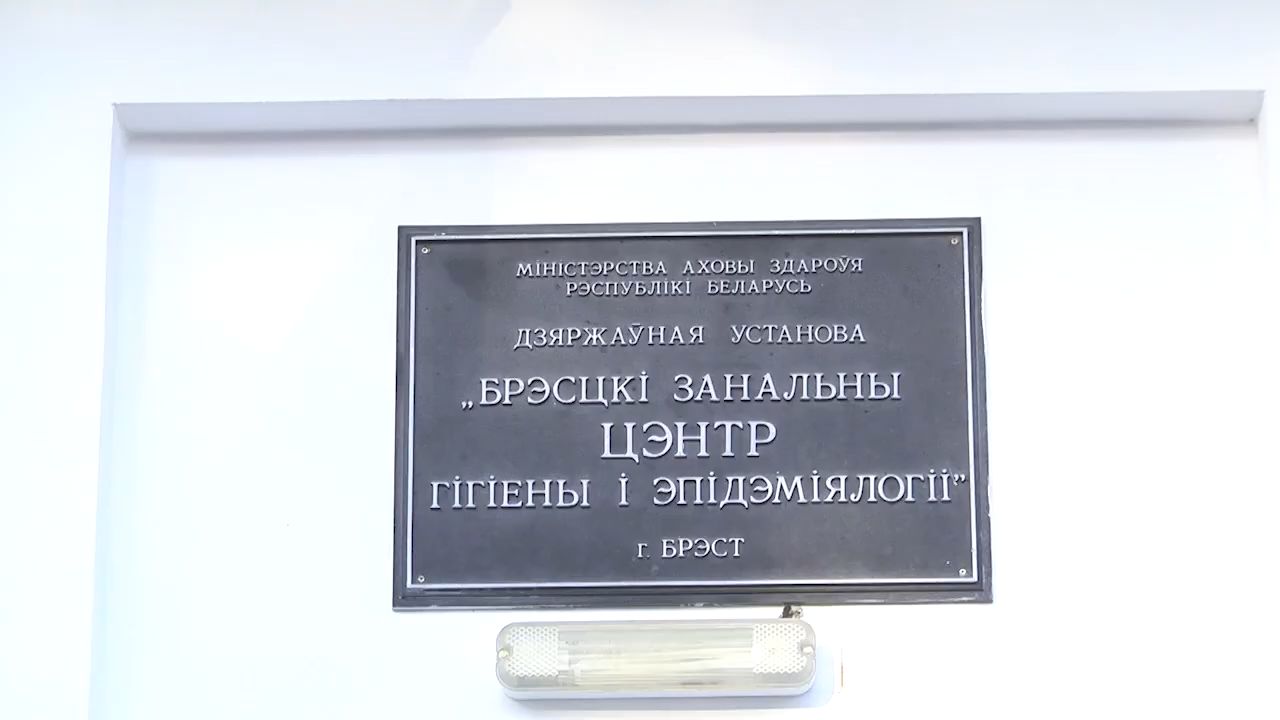 МІНІСТЭРСТВА АХОВЫ ЗДАРОЎЯ
РЭСПУБЛІКІ БЕЛАРУСЬ
ДЗЯРЖАЎНАЯ УСТАНОВА
„БРЭСЦКІ ЗАНАЛЬНЫ
ЦЭНТР
ГІГІЕНЫ І ЭПІДЭМІЯЛОГІІ”
г. БРЭСТ